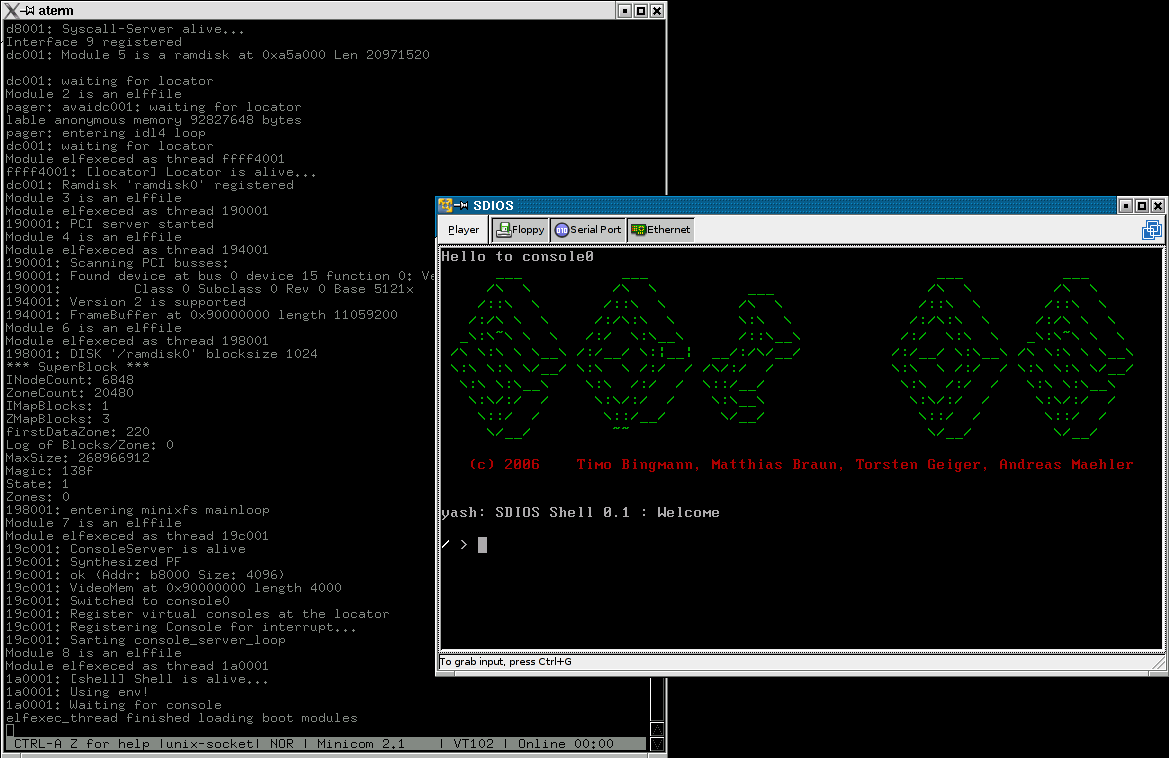 aterm
d8001: Syscall-Server alive...
Interface 9 registered
dc001: Module 5 is a ramdisk at 0xa5a000 Len 20971520
dc001: waiting for locator
Module 2 is an elffile
pager: avaidc001: waiting for locator
lable anonymous memory 92827648 bytes
pager: entering idl4 loop
dc001: waiting for locator
Module elfexeced as thread ffff4001
ffff4001: [locator] Locator is alive...
dc001: Ramdisk 'ramdisk0' registered
Module 3 is an elffile
Module elfexeced as thread 190001
190001: PCI server started
Module 4 is an elffile
Module elfexeced as thread 194001
190001: Scanning PCI busses:
190001: Found device at bus 0 device 15 function 0: Ve
190001:         Class 0 Subclass 0 Rev 0 Base 5121x
194001: Version 2 is supported
194001: FrameBuffer at 0x90000000 length 11059200
Module 6 is an elffile
Module elfexeced as thread 198001
198001: DISK '/ramdisk0' blocksize 1024
*** SuperBlock ***
INodeCount: 6848
ZoneCount: 20480
IMapBlocks: 1
ZMapBlocks: 3
firstDataZone: 220
Log of Blocks/Zone: 0
MaxSize: 268966912
Magic: 138f
State: 1
Zones: 0
198001: entering minixfs mainloop
Module 7 is an elffile
Module elfexeced as thread 19c001
19c001: ConsoleServer is alive
19c001: Synthesized PF
19c001: ok (Addr: b8000 Size: 4096)
19c001: VideoMem at 0x90000000 length 4000
19c001: Switched to console0
19c001: Register virtual consoles at the locator
19c001: Registering Console for interrupt...
19c001: Sarting console_server_loop
Module 8 is an elffile
Module elfexeced as thread 1a0001
1a0001: [shell] Shell is alive...
1a0001: Using env!
1a0001: Waiting for console
elfexec_thread finished loading boot modules
CTRL-A Z for help |unix-socket| NOR | Minicom 2.1    | VT102 | Online 00:00
SDIOS
Player Floppy Serial Port Ethernet
Hello to console0
(c) 2006    Timo Bingmann, Matthias Braun, Torsten Geiger, Andreas Maehler
yash: SDIOS Shell 0.1 : Welcome
/ >
To grab input, press Ctrl+G